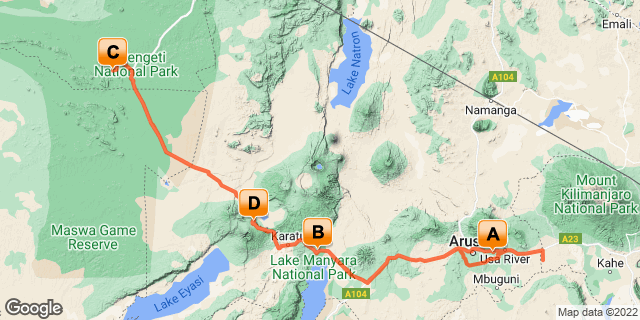 Emali
C
Serengeti
National Park
Lake Natron
A104
Namanga
Mount
Kilimanjaro
National Park
D
Maswa Game
Reserve
Karatu
B
Lake Manyara
National Park
A
Arusha
Usa River
A23
Kahe
Mbuguni
Lake Eyasi
A104
Google
Map data ©2022